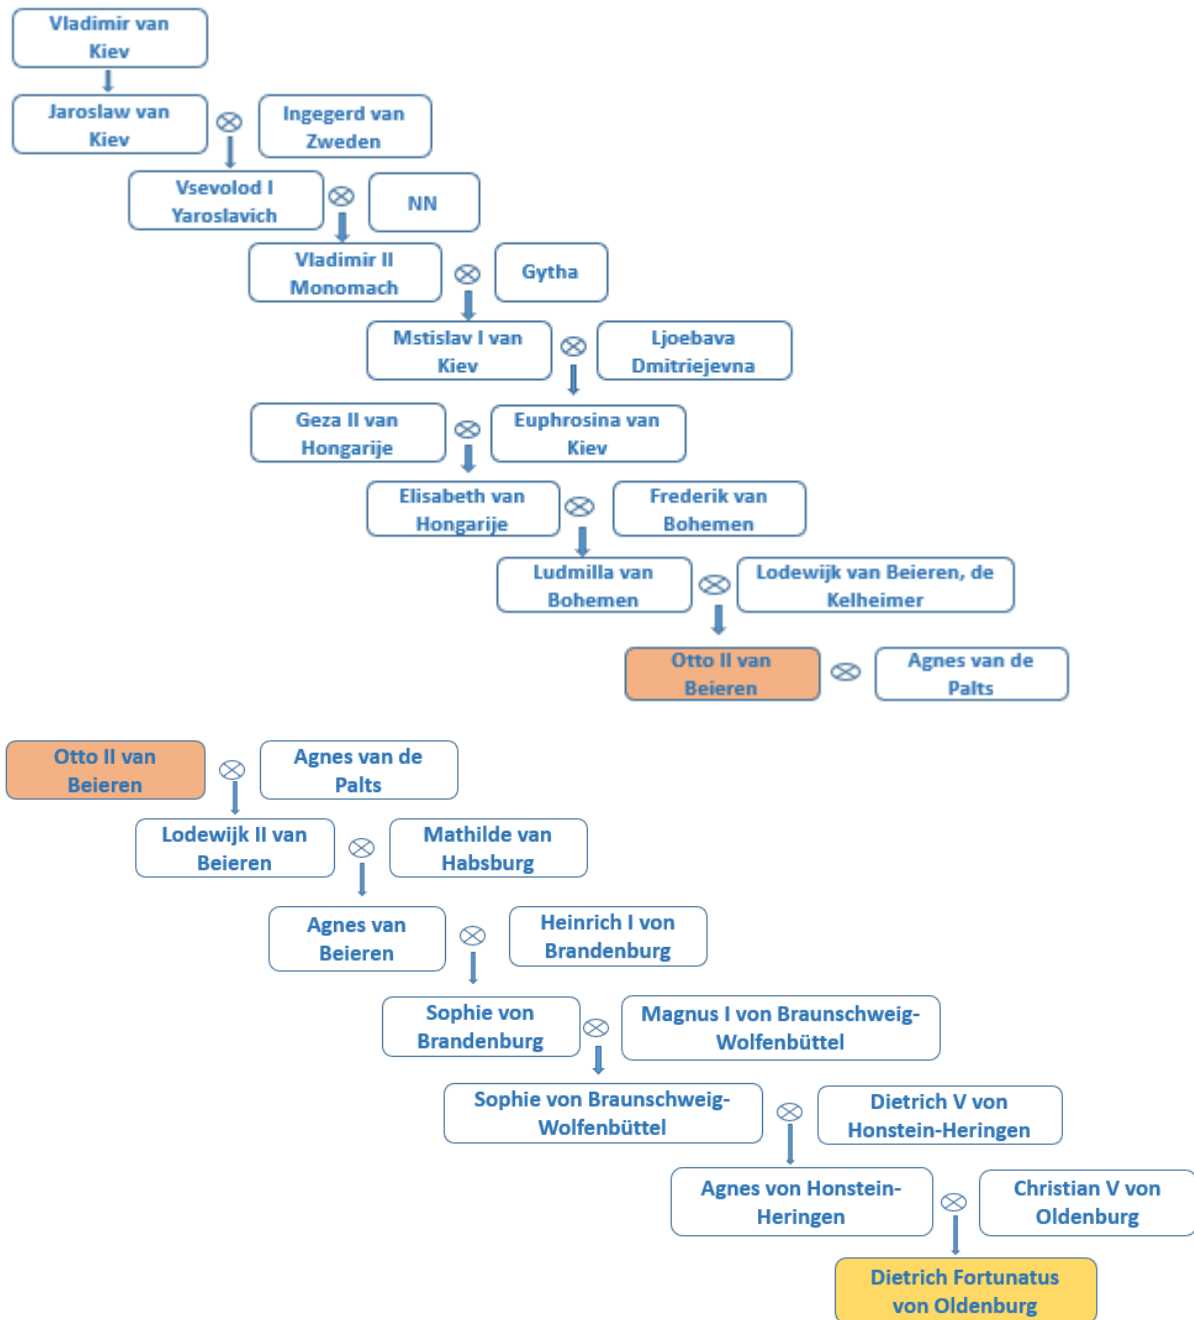 Vladimir van
Kiev
Jaroslaw van
Kiev
Ingegerd van
Zweden
Vsevolod I
Yaroslavich
NN
Vladimir II
Monomach
Gytha
Mstislav I van
Kiev
Ljoebava
Dmitriejevna
Geza II van
Hongarije
Euphrosina van
Kiev
Elisabeth van
Hongarije
Frederik van
Bohemen
Ludmilla van
Bohemen
Lodewijk van Beieren, de
Kelheimer
Otto II van
Beieren
Agnes van de
Palts
Otto II van
Beieren
Agnes van de
Palts
Lodewijk II van
Beieren
Mathilde van
Habsburg
Agnes van
Beieren
Heinrich I von
Brandenburg
Sophie von
Brandenburg
Magnus I von Braunschweig-
Wolfenbüttel
Sophie von Braunschweig-
Wolfenbüttel
Dietrich V von
Honstein-Heringen
Agnes von Honstein-
Heringen
Christian V von
Oldenburg
Dietrich Fortunatus
von Oldenburg